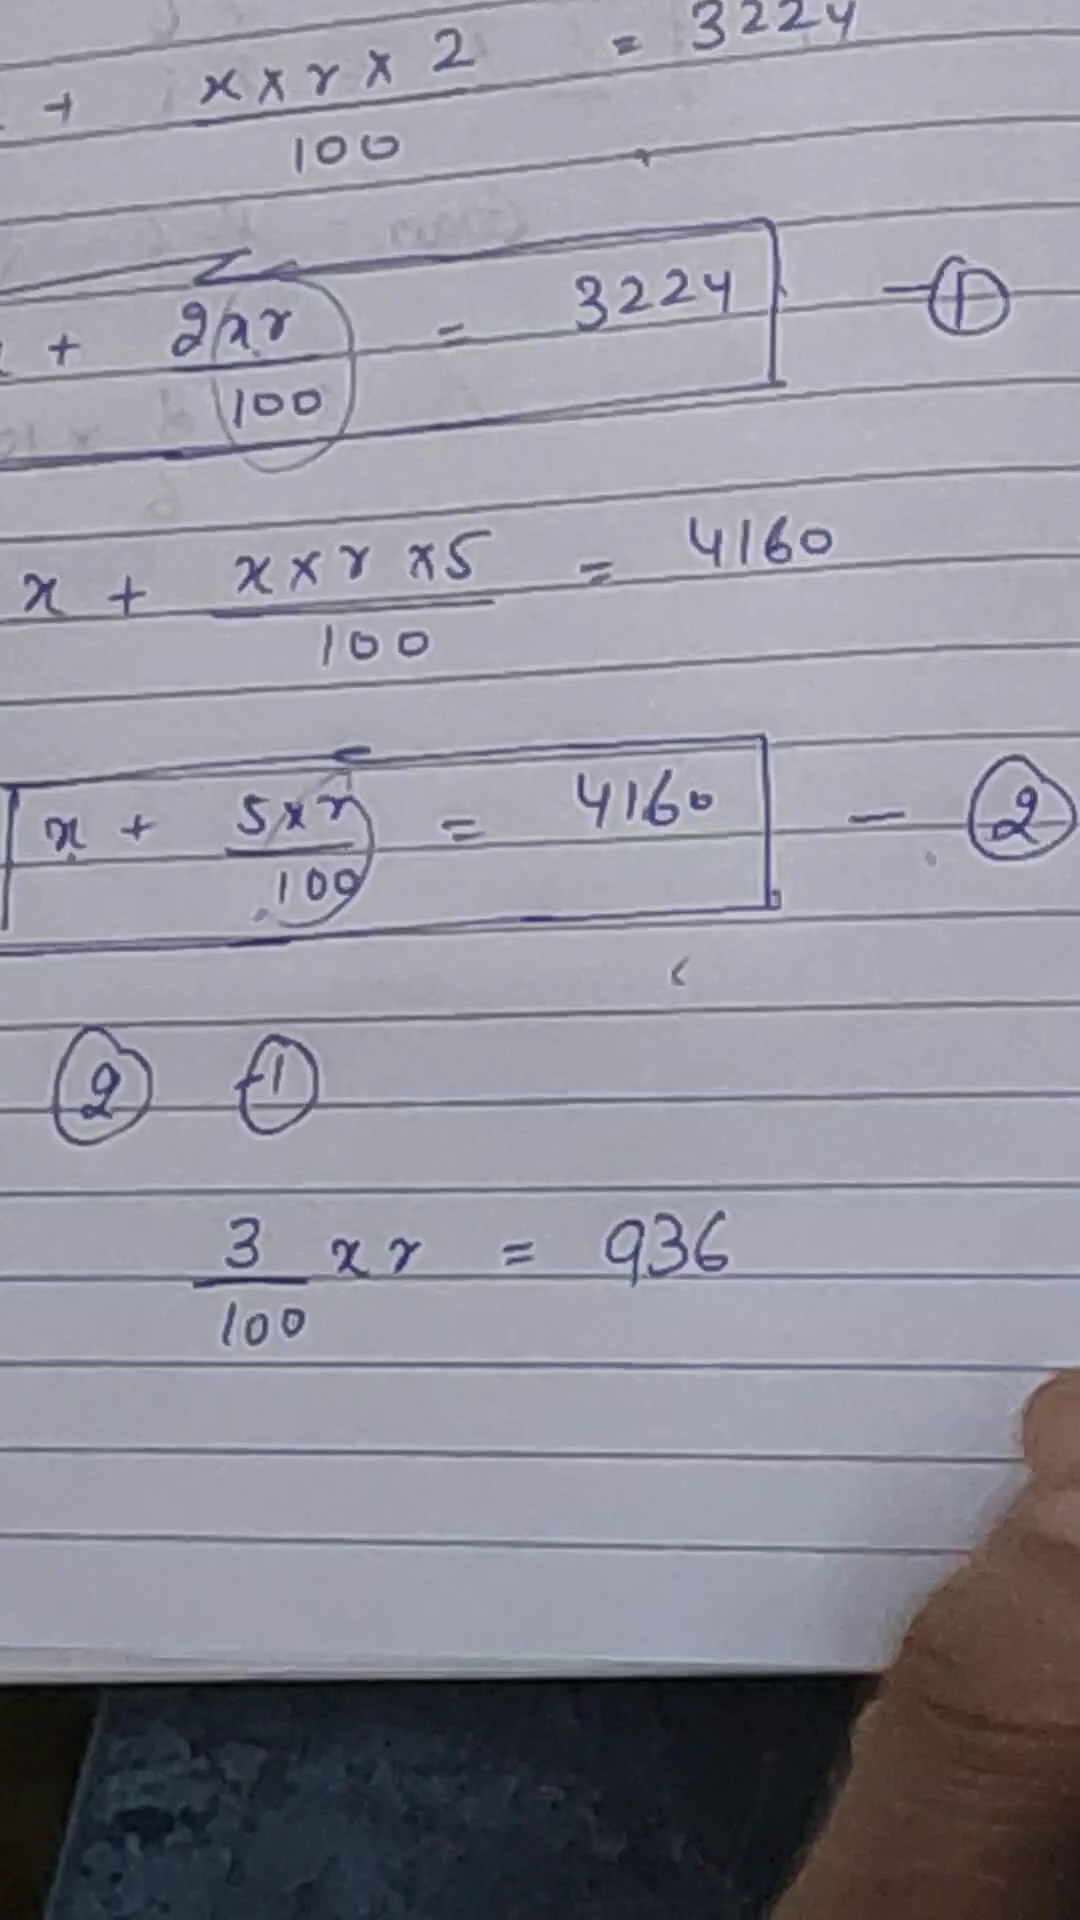 + x × r × 2 = 3224
100
+ 2xr = 3224 - ①
100
x + x × r × 5 = 4160
100
x + 5xr = 4160 - ②
100
② - ①
3 xr = 936
100